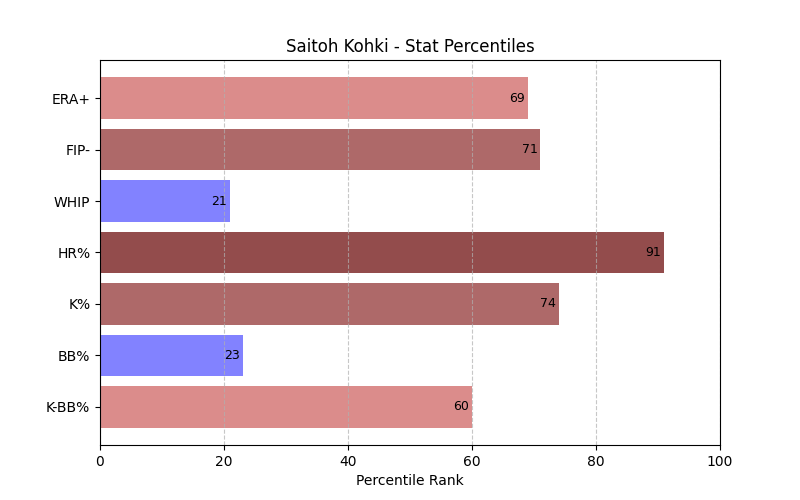 Saitoh Kohki - Stat Percentiles
ERA+ 69
FIP- 71
WHIP 21
HR% 91
K% 74
BB% 23
K-BB% 60
0 20 40 60 80 100
Percentile Rank